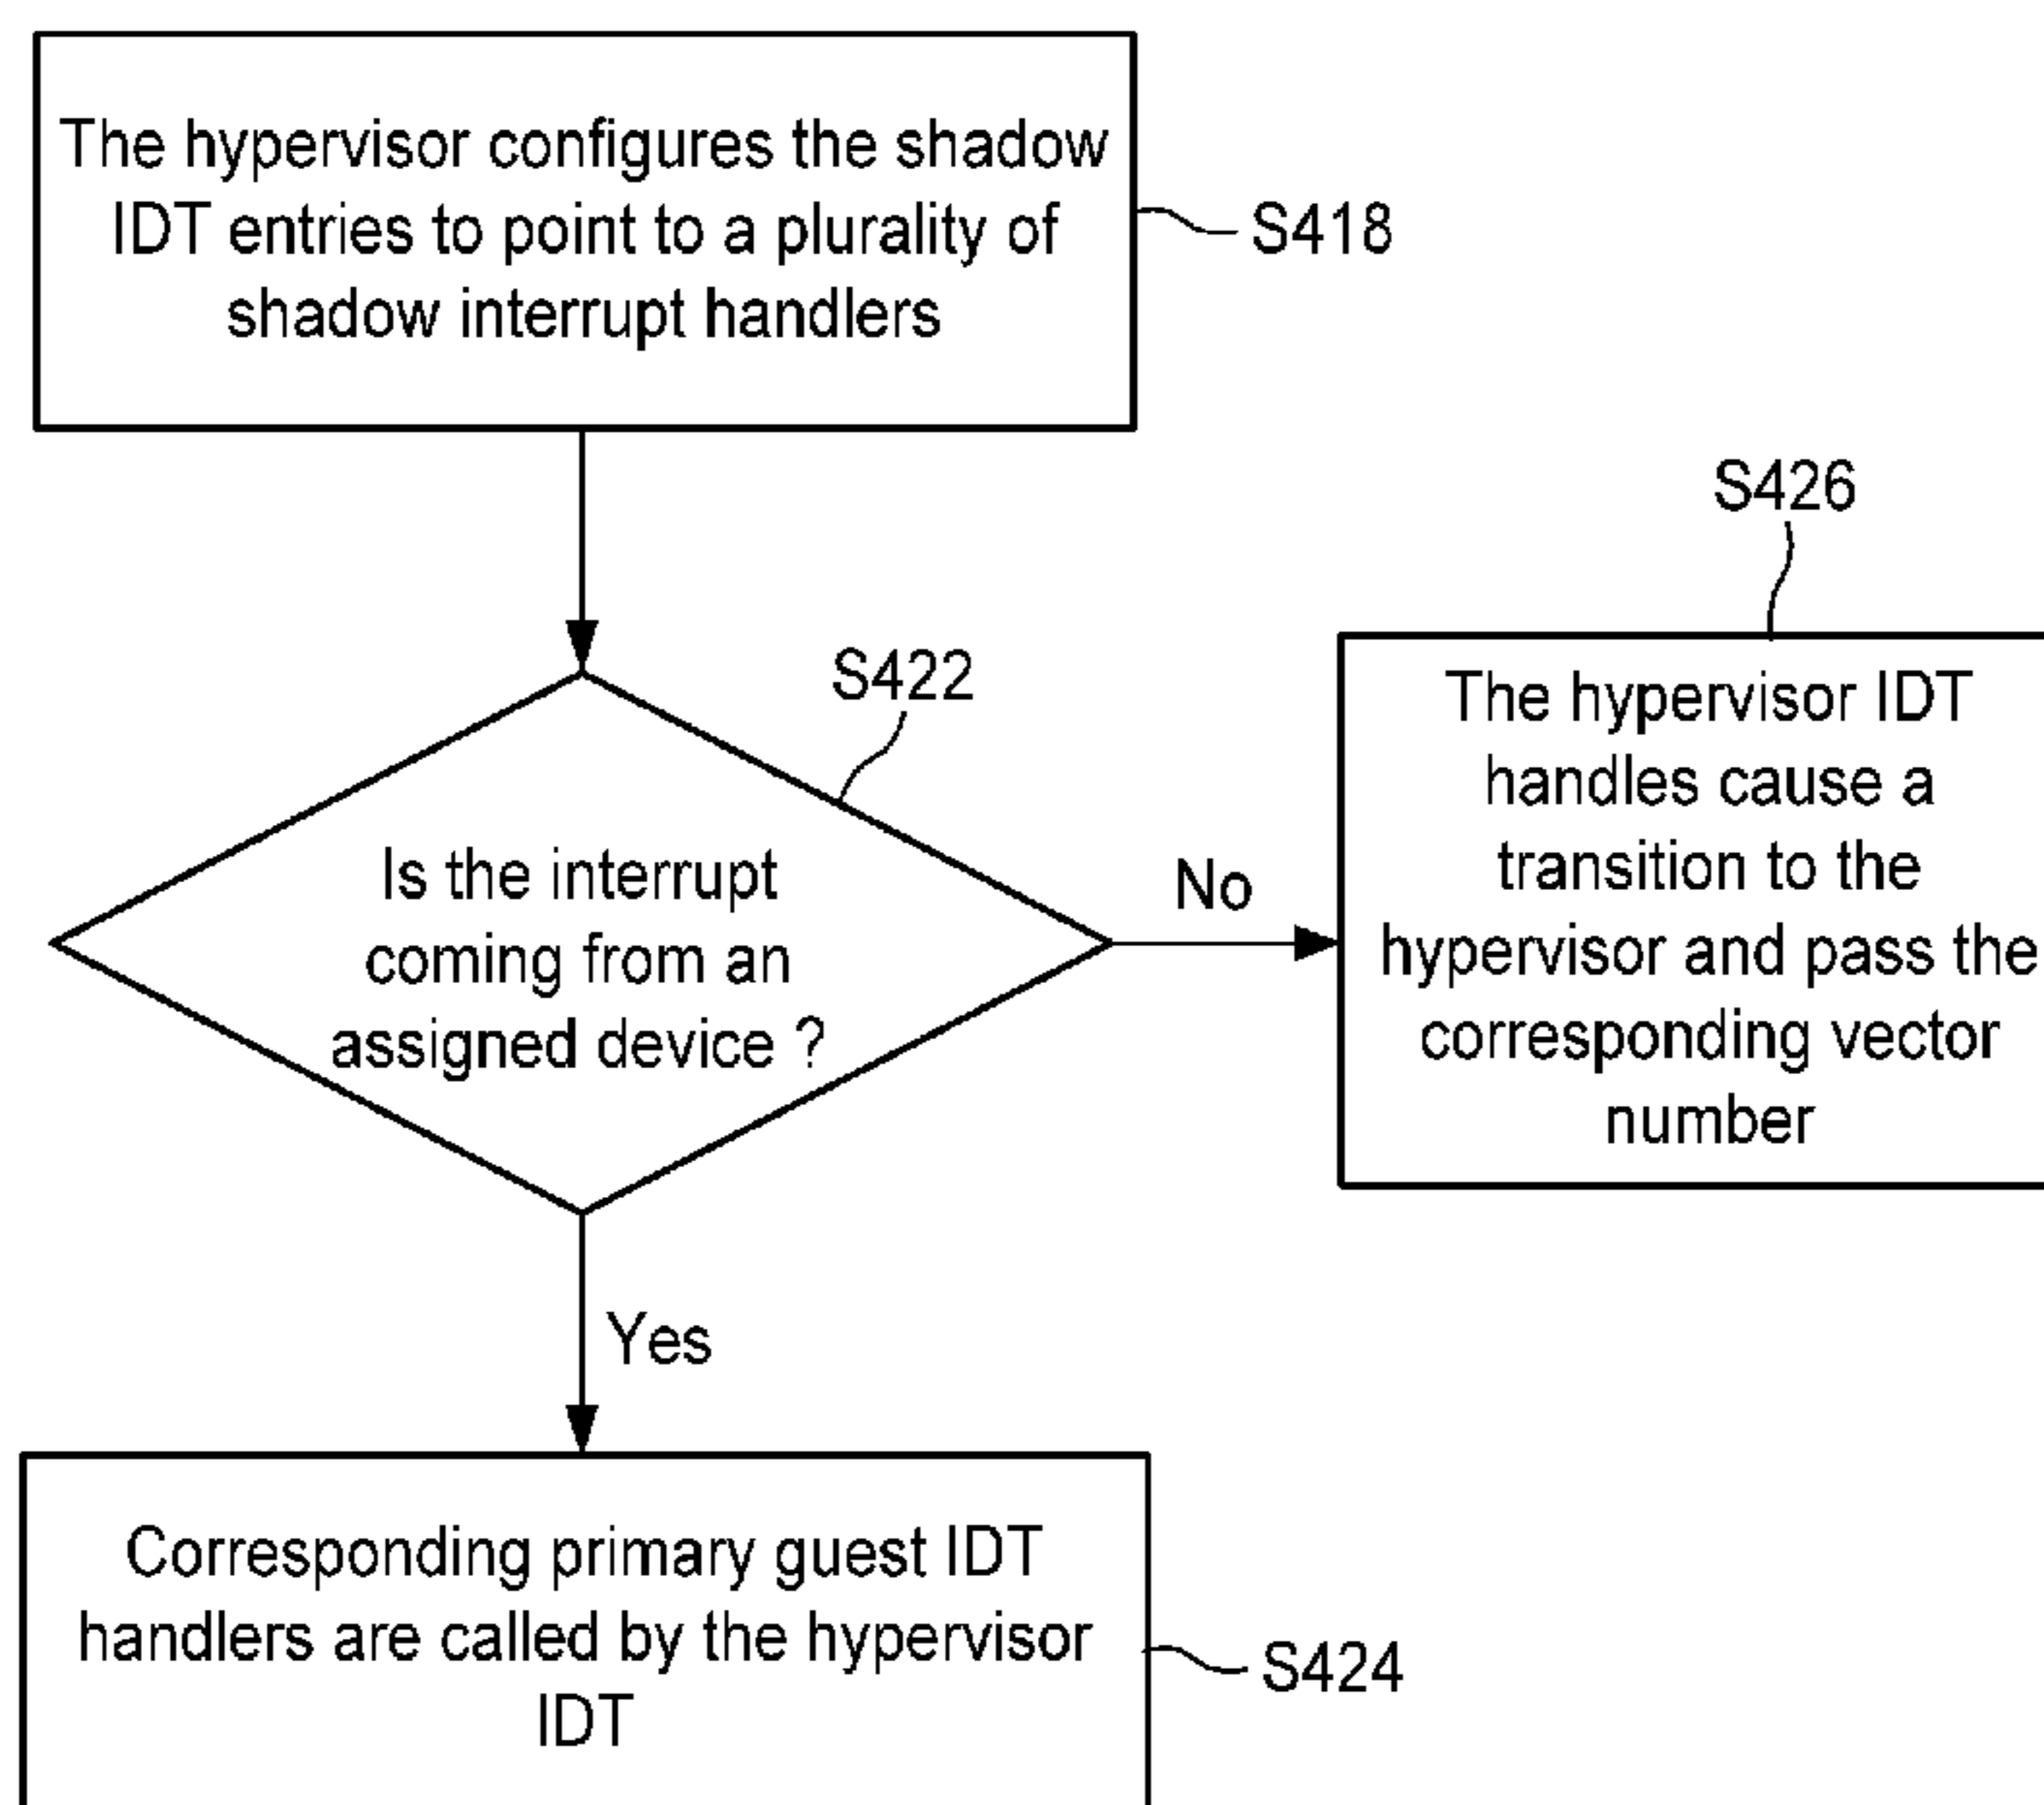 The hypervisor configures the shadow
IDT entries to point to a plurality of
shadow interrupt handlers
S418
S422
Is the interrupt
coming from an
assigned device ?
No
S426
The hypervisor IDT
handles cause a
transition to the
hypervisor and pass the
corresponding vector
number
Yes
Corresponding primary guest IDT
handlers are called by the hypervisor
IDT
S424